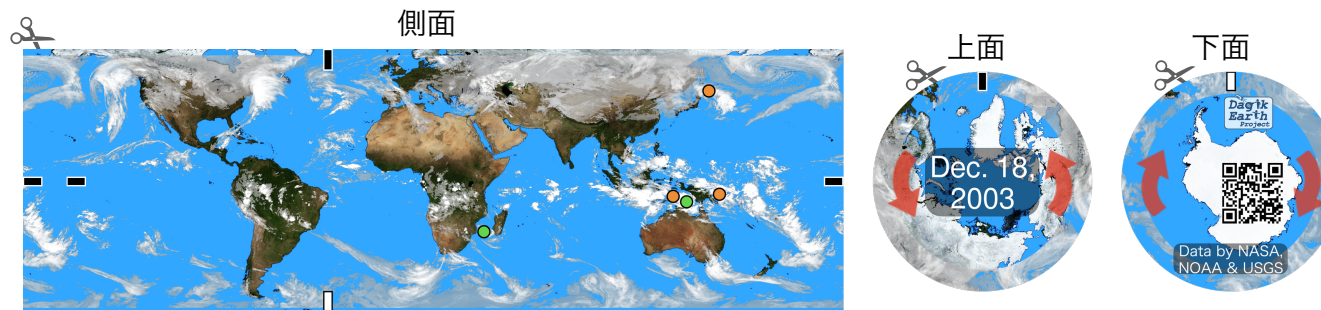 側面
上面
下面
Dec. 18,
2003
Dagik
Earth
Project
Data by NASA,
NOAA & USGS